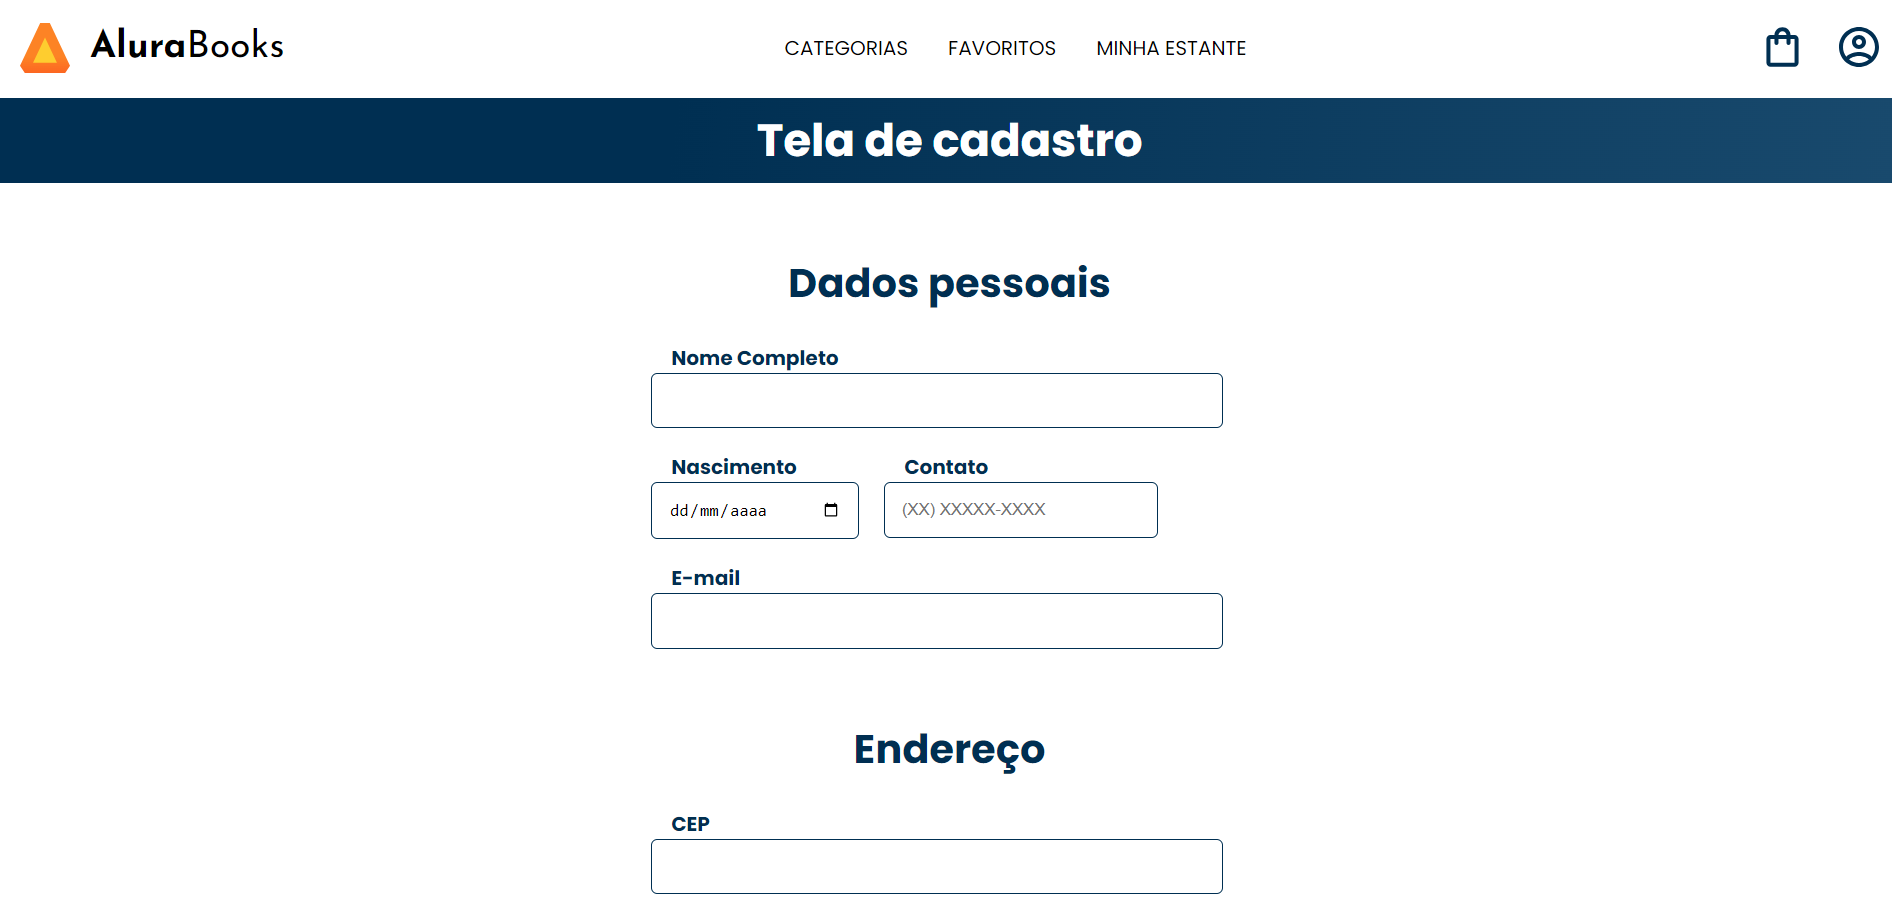 AluraBooks CATEGORIAS FAVORITOS MINHA ESTANTE
Tela de cadastro
Dados pessoais
Nome Completo
Nascimento Contato
dd/mm/aaaa (XX) XXXXX-XXXX
E-mail
Endereço
CEP